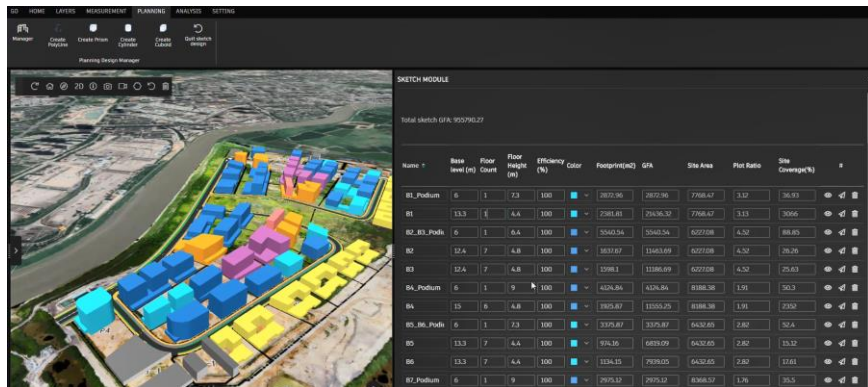 GO HOME LAYERS MEASUREMENT PLANNING ANALYSIS SETTING
Manager Create PolyLine Create Prism Create Cylinder Create Cuboid Quit sketch design
Planning Design Manager
2D
SKETCH MODULE
Total sketch GFA: 955790.27
Name Base level (m) Floor Count Floor Height (m) Efficiency (%) Color Footprint(m2) GFA Site Area Plot Ratio Site Coverage(%) #
B1_Podium 6 1 7.3 100 2872.96 2872.96 7768.47 3.12 36.93
B1 13.3 1 4.4 100 2381.81 21436.32 7768.47 3.13 3066
B2_B3_Podi 6 1 6.4 100 5540.54 5540.54 6227.08 4.52 88.85
B2 12.4 7 4.8 100 1637.67 11463.69 6227.08 4.52 26.26
B3 12.4 7 4.8 100 1598.1 11186.69 6227.08 4.52 25.63
B4_Podium 6 1 9 100 4124.84 4124.84 8188.38 1.91 50.3
B4 15 6 4.8 100 1925.87 11555.25 8188.38 1.91 2352
B5_B6_Podi 6 1 7.3 100 3375.87 3375.87 6432.65 2.82 52.4
B5 13.3 7 4.4 100 974.16 6819.09 6432.65 2.82 15.12
B6 13.3 7 4.4 100 1134.15 7939.05 6432.65 2.82 17.61
B7_Podium 6 1 9 100 2975.12 2975.12 8368.57 1.76 35.5